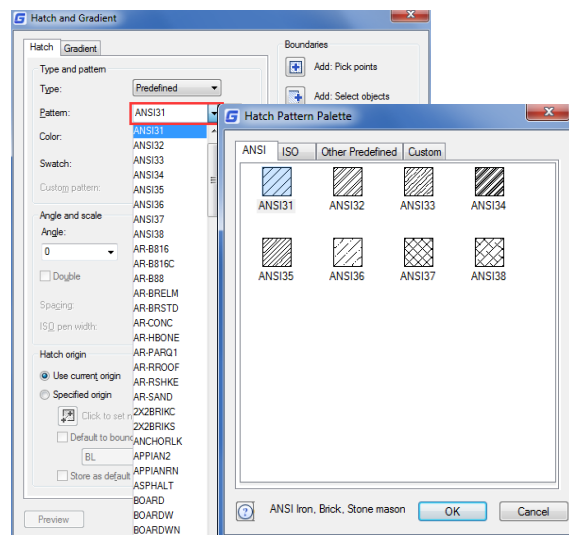 Hatch and Gradient
Hatch Gradient
Type and pattern
Type: Predefined
Pattern: ANSI31
Color:
Swatch:
Custom pattern:
Angle and scale
Angle:
0
Double
Spacing:
ISO pen width:
Hatch origin
Use current origin
Specified origin
Click to set n
Default to boun
BL
Store as default
Preview
Boundaries
Add: Pick points
Add: Select objects
ANSI31
ANSI32
ANSI33
ANSI34
ANSI35
ANSI36
ANSI37
ANSI38
AR-B816
AR-B816C
AR-B88
AR-BRELM
AR-BRSTD
AR-CONC
AR-HBONE
AR-PARQ1
AR-RROOF
AR-RSHKE
AR-SAND
2X2BRIKC
2X2BRIKS
ANCHORLK
APPIAN2
APPIANRN
ASPHALT
BOARD
BOARDW
BOARDWN
Hatch Pattern Palette
ANSI ISO Other Predefined Custom
ANSI31 ANSI32 ANSI33 ANSI34
ANSI35 ANSI36 ANSI37 ANSI38
ANSI Iron, Brick, Stone mason
OK Cancel